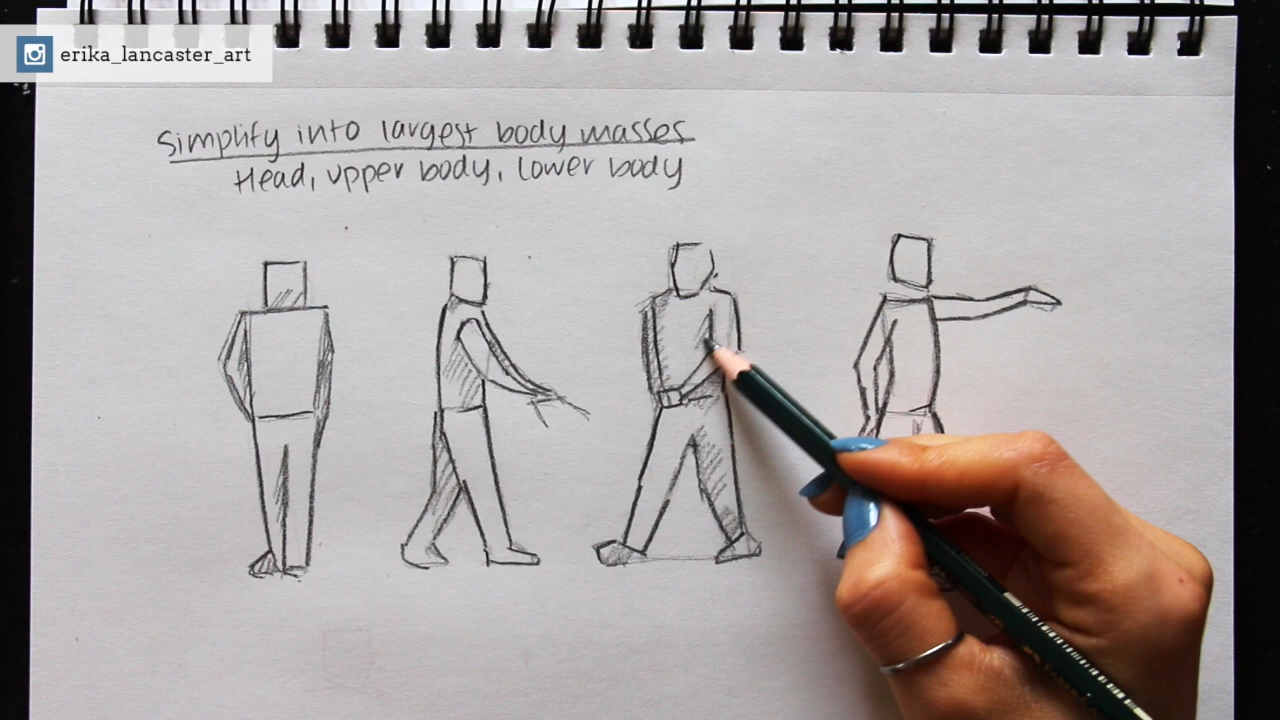 erika_lancaster_art
Simplify into largest body masses
Head, upper body, lower body